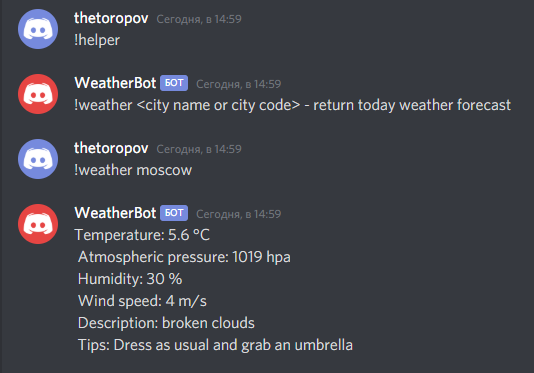 thetoropov Сегодня, в 14:59
!helper
WeatherBot БОТ Сегодня, в 14:59
!weather <city name or city code> - return today weather forecast
thetoropov Сегодня, в 14:59
!weather moscow
WeatherBot БОТ Сегодня, в 14:59
Temperature: 5.6 °C
Atmospheric pressure: 1019 hpa
Humidity: 30 %
Wind speed: 4 m/s
Description: broken clouds
Tips: Dress as usual and grab an umbrella